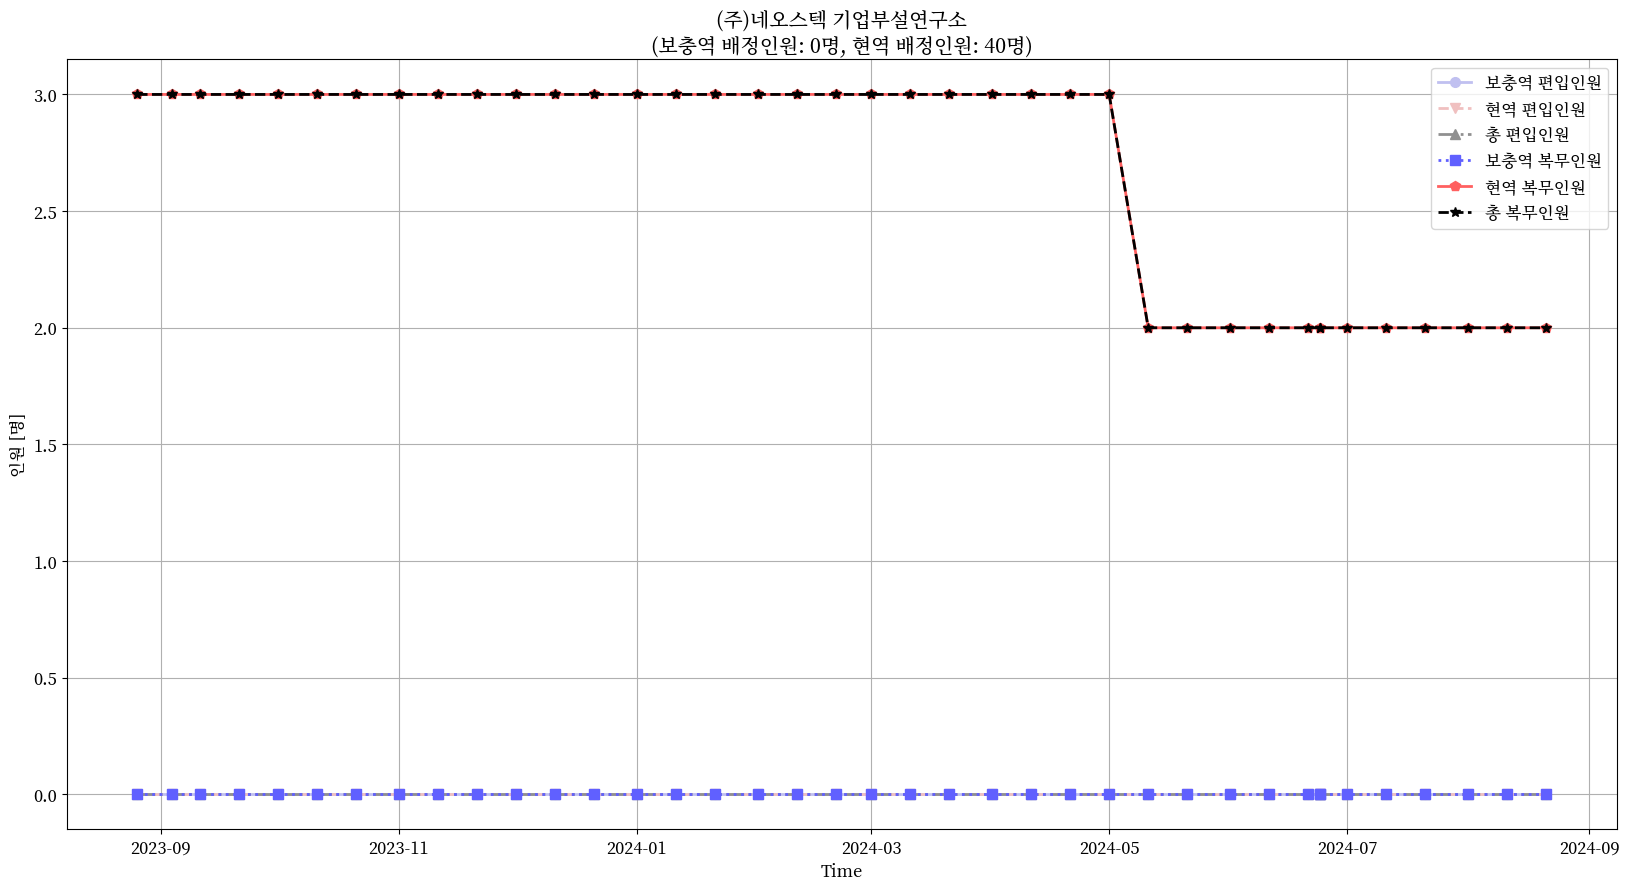 (주)네오스텍 기업부설연구소
(보충역 배정인원: 0명, 현역 배정인원: 40명)
보충역 편입인원
현역 편입인원
총 편입인원
보충역 복무인원
현역 복무인원
총 복무인원
인원 [명]
3.0
2.5
2.0
1.5
1.0
0.5
0.0
2023-09
2023-11
2024-01
2024-03
2024-05
2024-07
2024-09
Time